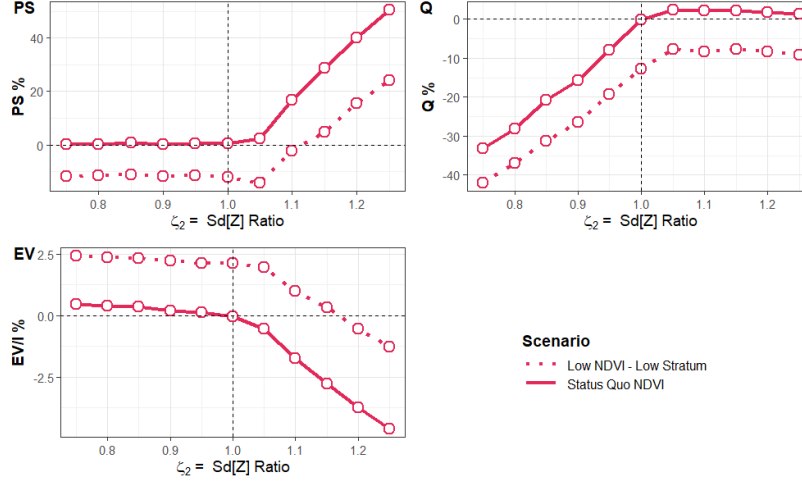 PS
PS %
40
20
0
0.8 0.9 1.0 1.1 1.2
ζ2 = Sd[Z] Ratio
Q
Q %
0
-10
-20
-30
-40
0.8 0.9 1.0 1.1 1.2
ζ2 = Sd[Z] Ratio
EV
EV/I %
2.5
0.0
-2.5
0.8 0.9 1.0 1.1 1.2
ζ2 = Sd[Z] Ratio
Scenario
Low NDVI - Low Stratum
Status Quo NDVI